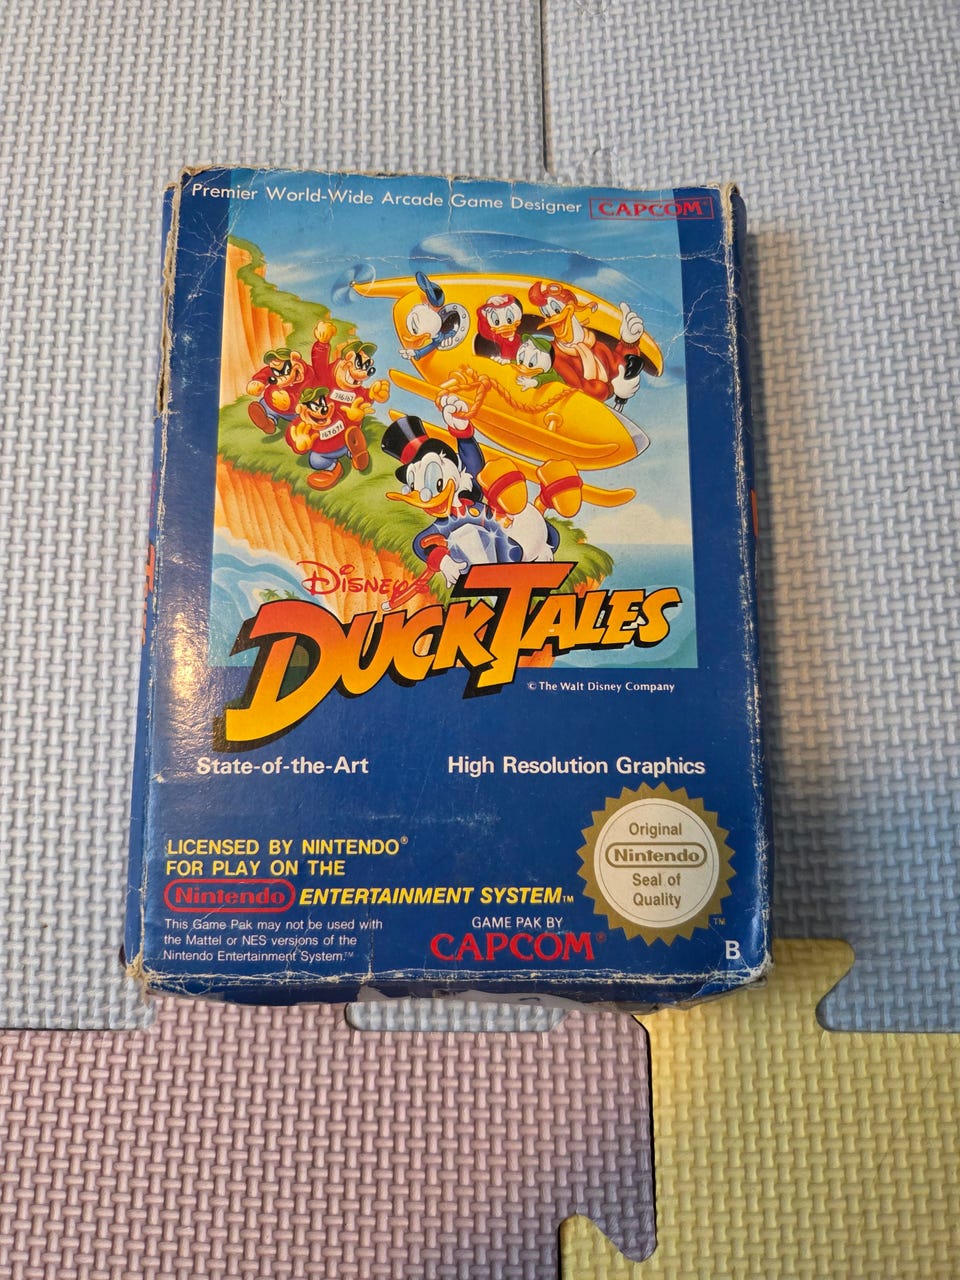 Premier World-Wide Arcade Game Designer CAPCOM®
716167
167671
DISNEY'S
DUCKTALES
© The Walt Disney Company
State-of-the-Art High Resolution Graphics
LICENSED BY NINTENDO®
FOR PLAY ON THE
Nintendo ENTERTAINMENT SYSTEM™
This Game Pak may not be used with
the Mattel or NES versions of the
Nintendo Entertainment System.™
GAME PAK BY
CAPCOM®
Original
Nintendo
Seal of
Quality
TM
B